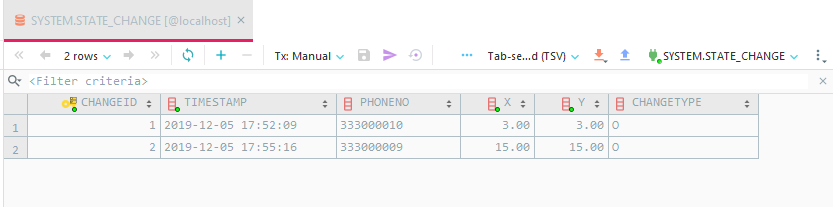 SYSTEM.STATE_CHANGE [@localhost]
2 rows Tx: Manual Tab-se...d (TSV) SYSTEM.STATE_CHANGE
<Filter criteria>
CHANGEID TIMESTAMP PHONENO X Y CHANGETYPE
1 1 2019-12-05 17:52:09 333000010 3.00 3.00 O
2 2 2019-12-05 17:55:16 333000009 15.00 15.00 O